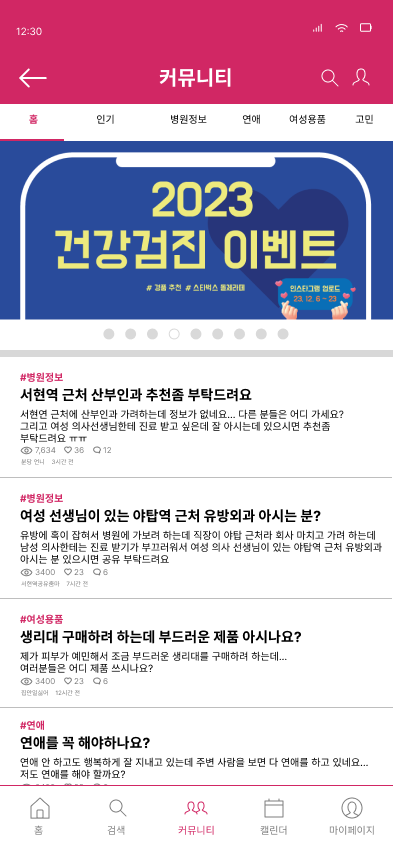 12:30
커뮤니티
홈 인기 병원정보 연애 여성용품 고민
2023
건강검진 이벤트
# 경품 추천 # 스타벅스 돌체라떼
인스타그램 업로드
23. 12. 6 ~ 23
#병원정보
서현역 근처 산부인과 추천좀 부탁드려요
서현연 근처에 산부인과 가려하는데 정보가 없네요... 다른 분들은 어디 가세요?
그리고 여성 의사선생님한테 진료 받고 싶은데 잘 아시는데 있으시면 추천좀
부탁드려요 ㅠㅠ
7,634 36 12
분당 언니 3시간 전
#병원정보
여성 선생님이 있는 야탑역 근처 유방외과 아시는 분?
유방에 혹이 잡혀서 병원에 가보려 하는데 직장이 야탑 근처라 회사 마치고 가려 하는데
남성 의사한테는 진료 받기가 부끄러워서 여성 의사 선생님이 있는 야탑역 근처 유방외과
아시는 분 있으시면 공유 부탁드려요
3400 23 6
7시간 전
#여성용품
생리대 구매하려 하는데 부드러운 제품 아시나요?
제가 피부가 예민해서 조금 부드러운 생리대를 구매하려 하는데...
여러분들은 어디 제품 쓰시나요?
3400 23 6
집안일싫어 12시간 전
#연애
연애를 꼭 해야하나요?
연애 안 하고도 행복하게 잘 지내고 있는데 주변 사람을 보면 다 연애를 하고 있네요...
저도 연애를 해야 할까요?
홈 검색 커뮤니티 캘린더 마이페이지